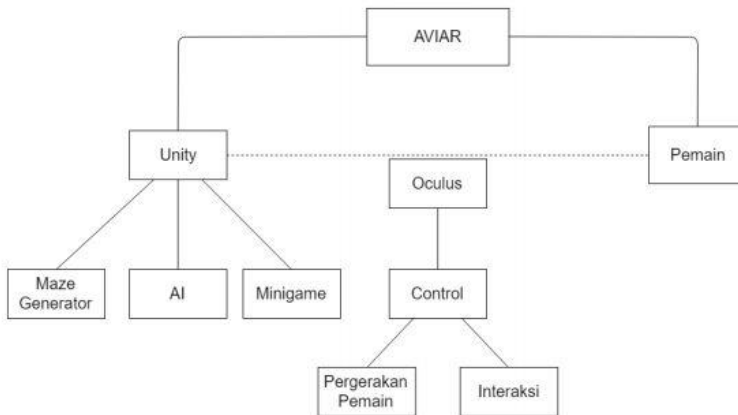 AVIAR
Unity
Pemain
Oculus
Maze
Generator
AI
Minigame
Control
Pergerakan
Pemain
Interaksi